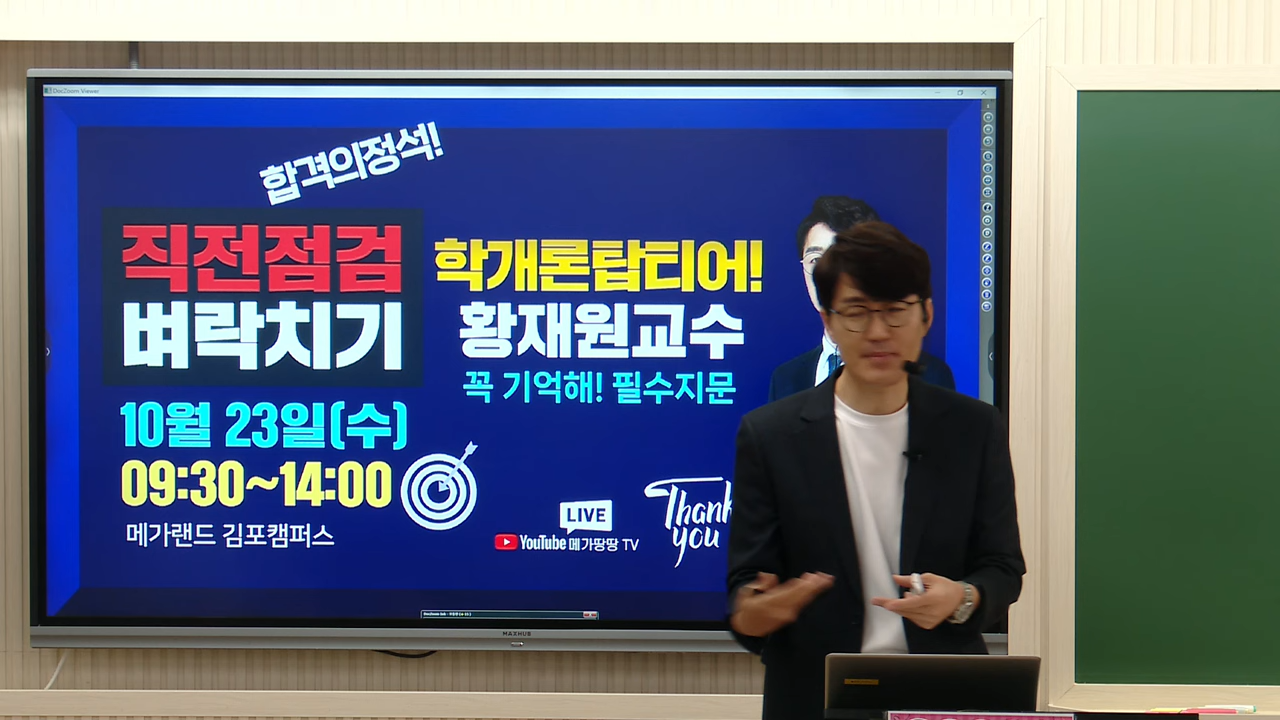 DocZoom Viewer
합격의정석!
직전점검
벼락치기
10월 23일(수)
09:30~14:00
메가랜드 김포캠퍼스
학개론탑티어!
황재원교수
꼭 기억해! 필수지문
LIVE
YouTube 메가땅땅 TV
Thank
you
MAXHUB